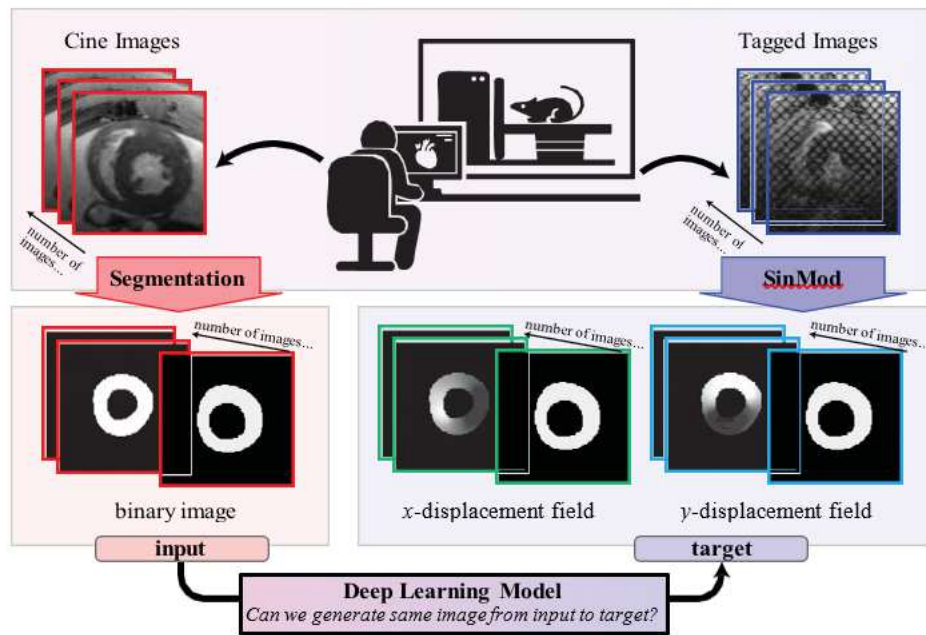 Cine Images
Tagged Images
number of
images...
number of
images...
Segmentation
SinMod
number of images...
number of images...
number of images...
binary image
x-displacement field
y-displacement field
input
target
Deep Learning Model
Can we generate same image from input to target?